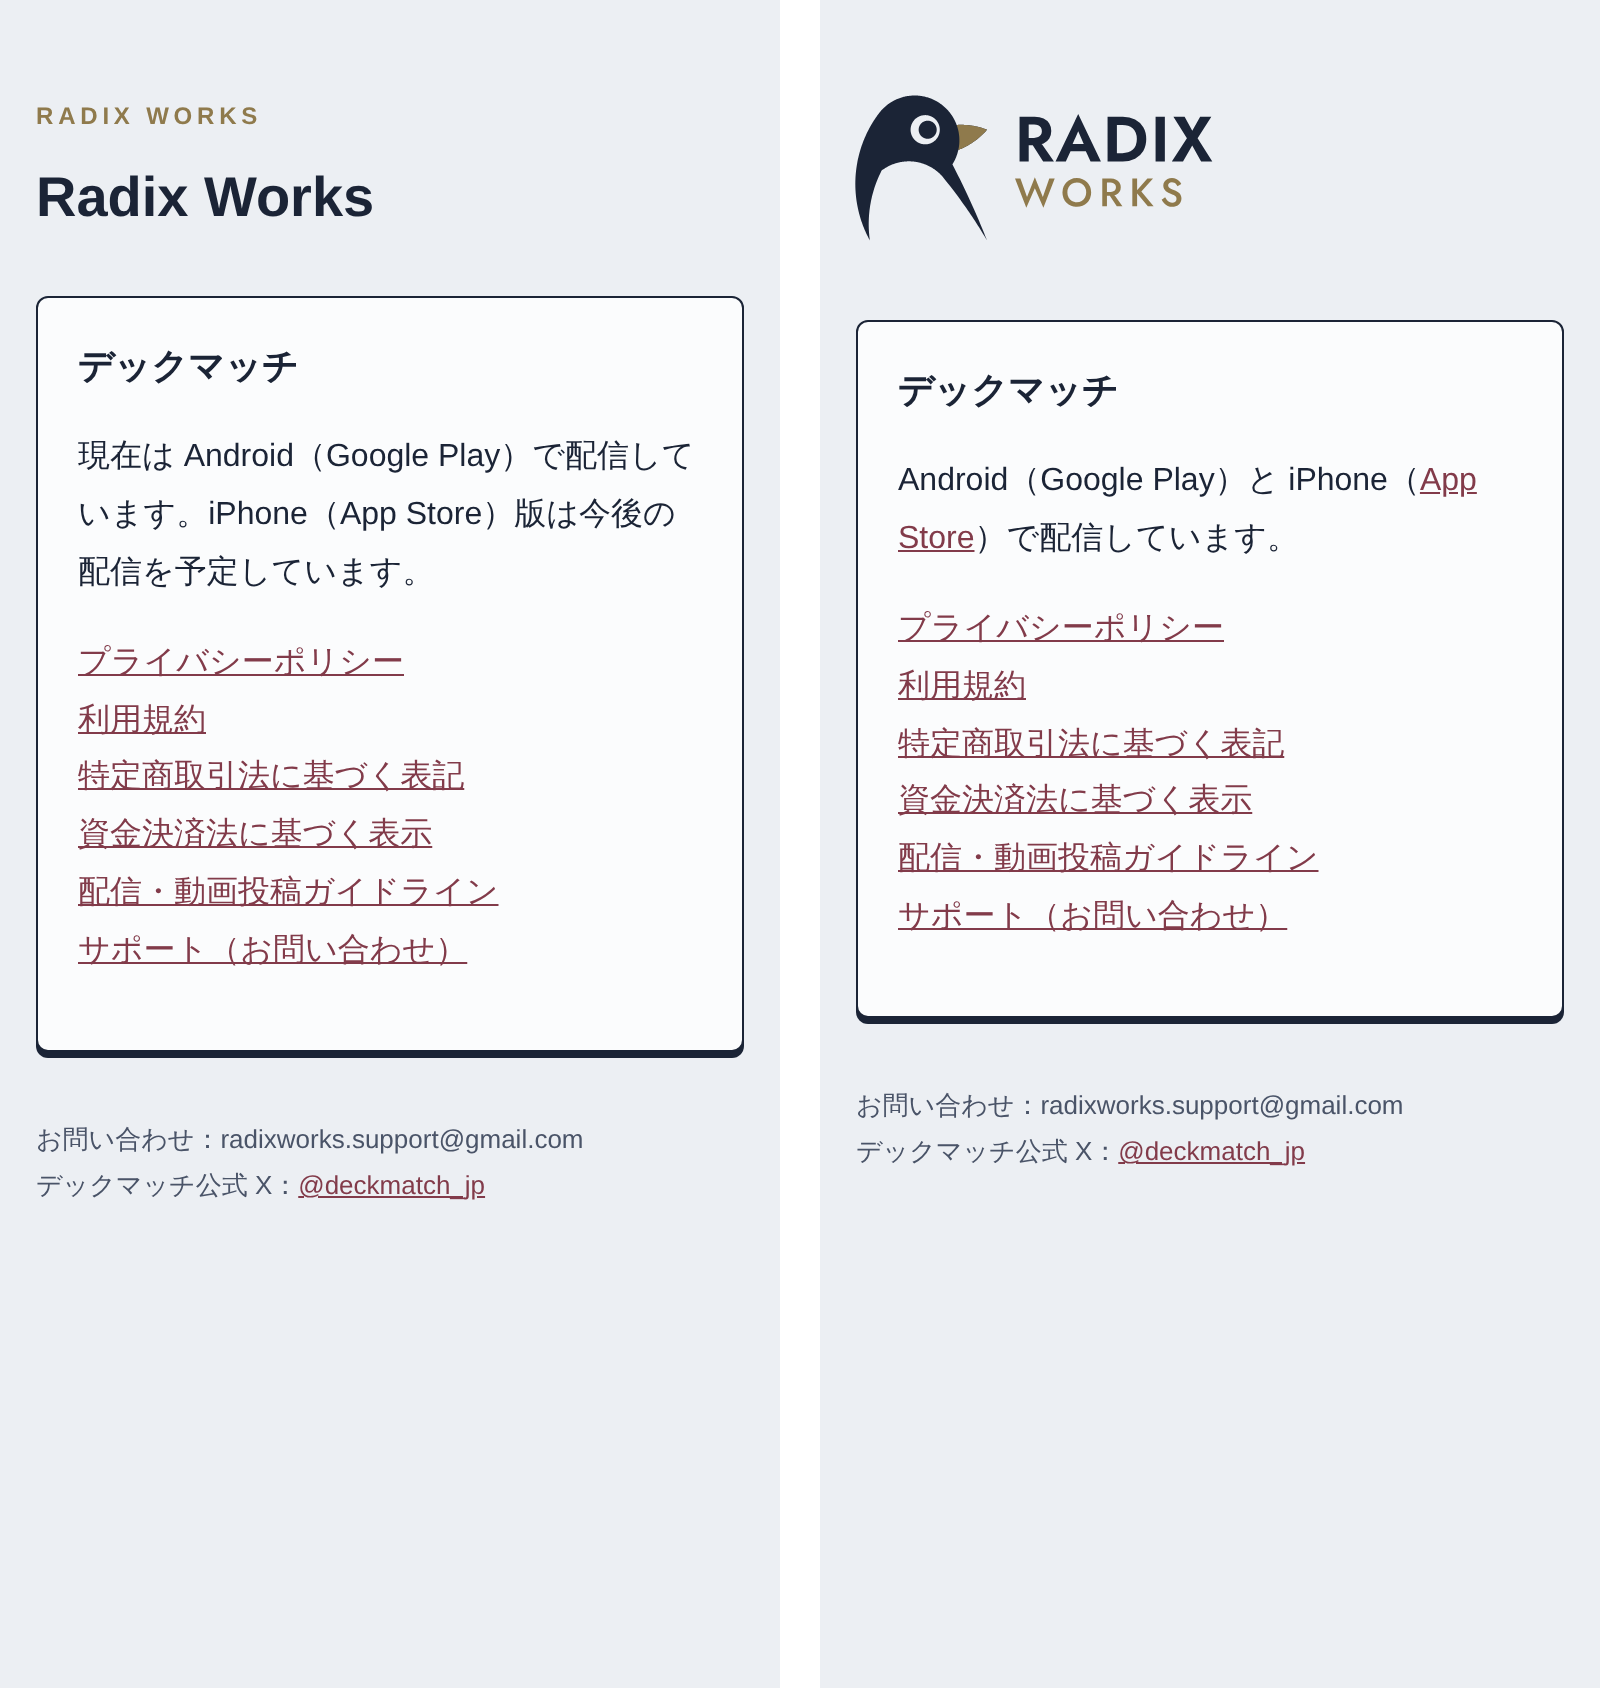 RADIX WORKS
Radix Works
デックマッチ
現在は Android（Google Play）で配信して
います。iPhone（App Store）版は今後の
配信を予定しています。
プライバシーポリシー
利用規約
特定商取引法に基づく表記
資金決済法に基づく表示
配信・動画投稿ガイドライン
サポート（お問い合わせ）
お問い合わせ：radixworks.support@gmail.com
デックマッチ公式 X：@deckmatch_jp
RADIX
WORKS
デックマッチ
Android（Google Play）と iPhone（App
Store）で配信しています。
プライバシーポリシー
利用規約
特定商取引法に基づく表記
資金決済法に基づく表示
配信・動画投稿ガイドライン
サポート（お問い合わせ）
お問い合わせ：radixworks.support@gmail.com
デックマッチ公式 X：@deckmatch_jp